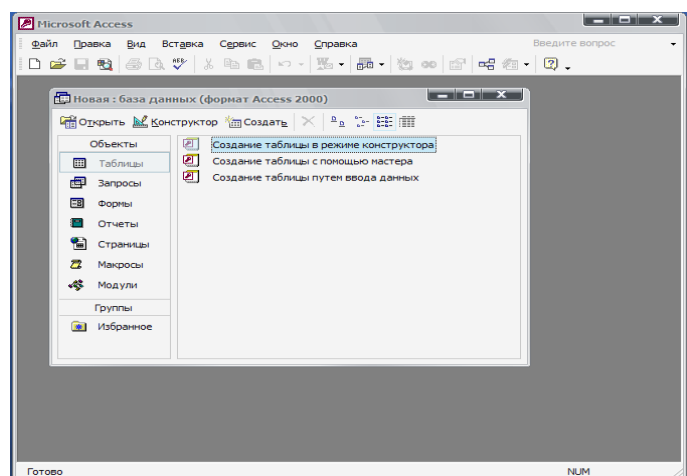 Microsoft Access
Файл Правка Вид Вставка Сервис Окно Справка Введите вопрос
Новая : база данных (формат Access 2000)
Открыть Конструктор Создать
Объекты
Таблицы
Запросы
Формы
Отчеты
Страницы
Макросы
Модули
Группы
Избранное
Создание таблицы в режиме конструктора
Создание таблицы с помощью мастера
Создание таблицы путем ввода данных
Готово NUM